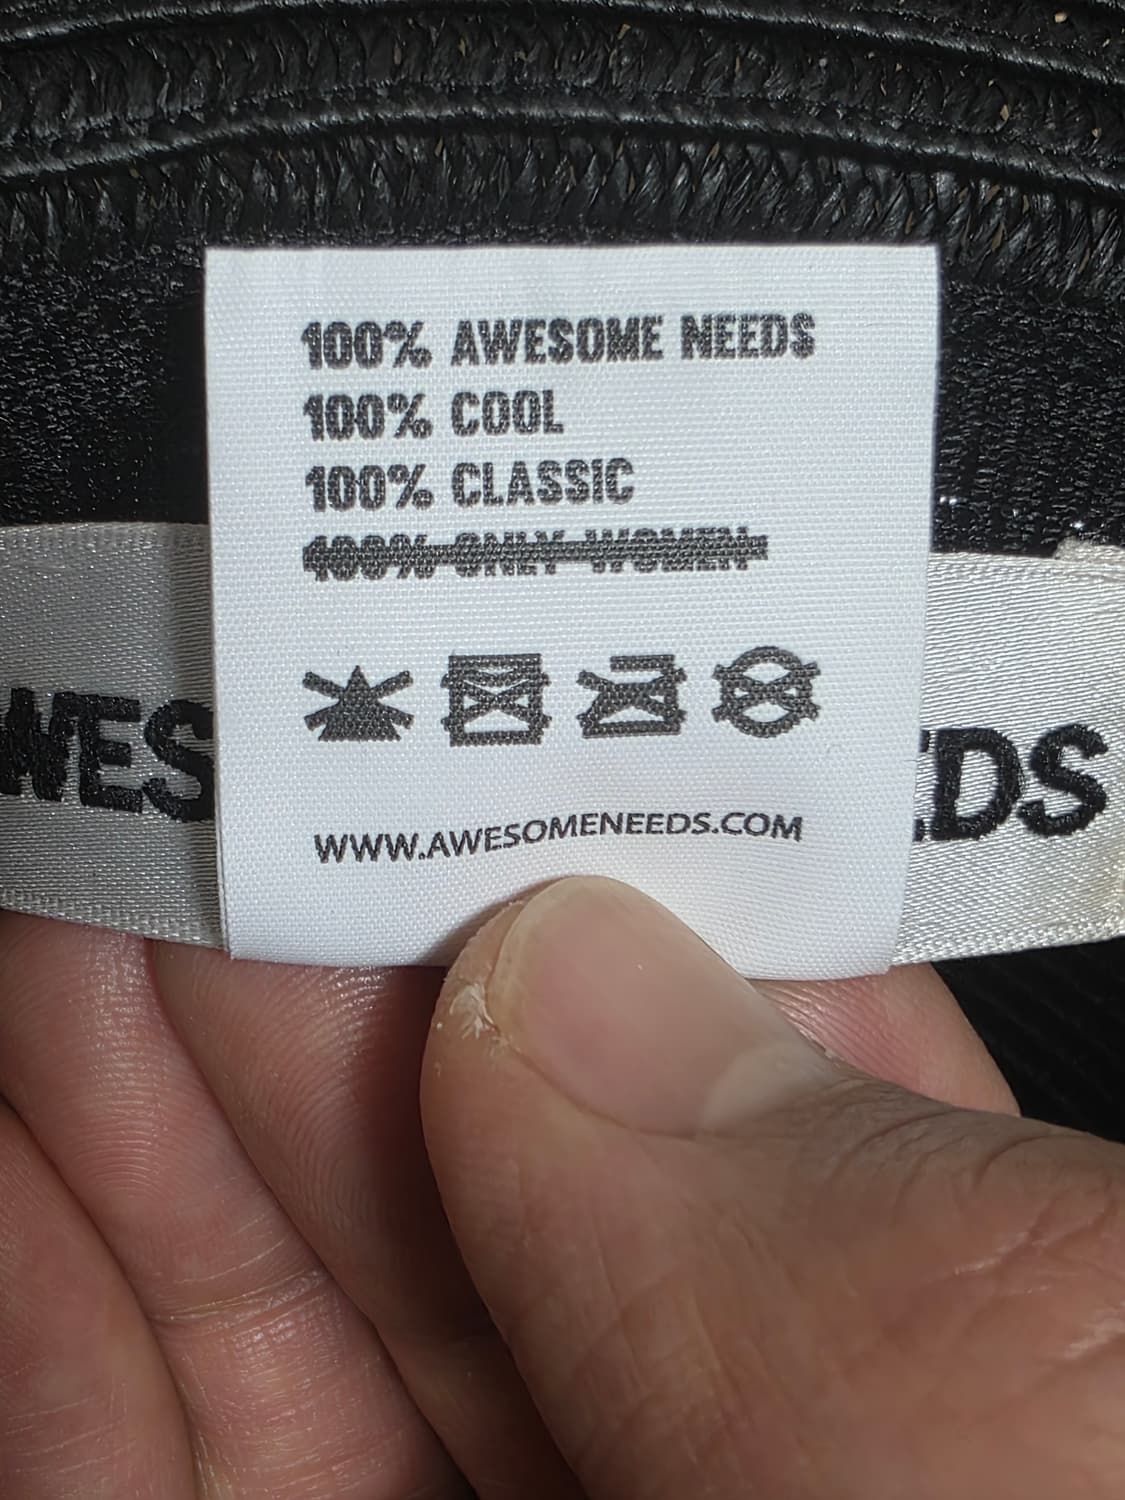 100% AWESOME NEEDS
100% COOL
100% CLASSIC
100% ONLY WOMEN
WES
EDS
WWW.AWESOMENEEDS.COM